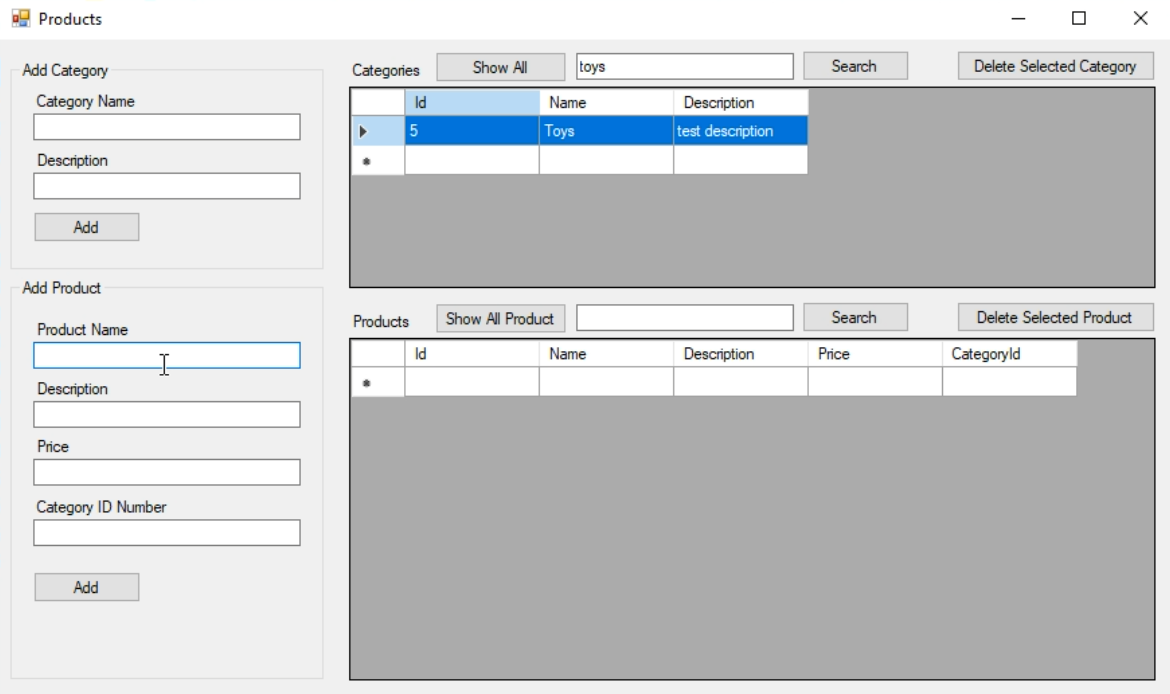 Products
Add Category
Category Name
Description
Add
Categories Show All toys Search Delete Selected Category
Id Name Description
5 Toys test description
Add Product
Product Name
Description
Price
Category ID Number
Add
Products Show All Product Search Delete Selected Product
Id Name Description Price CategoryId